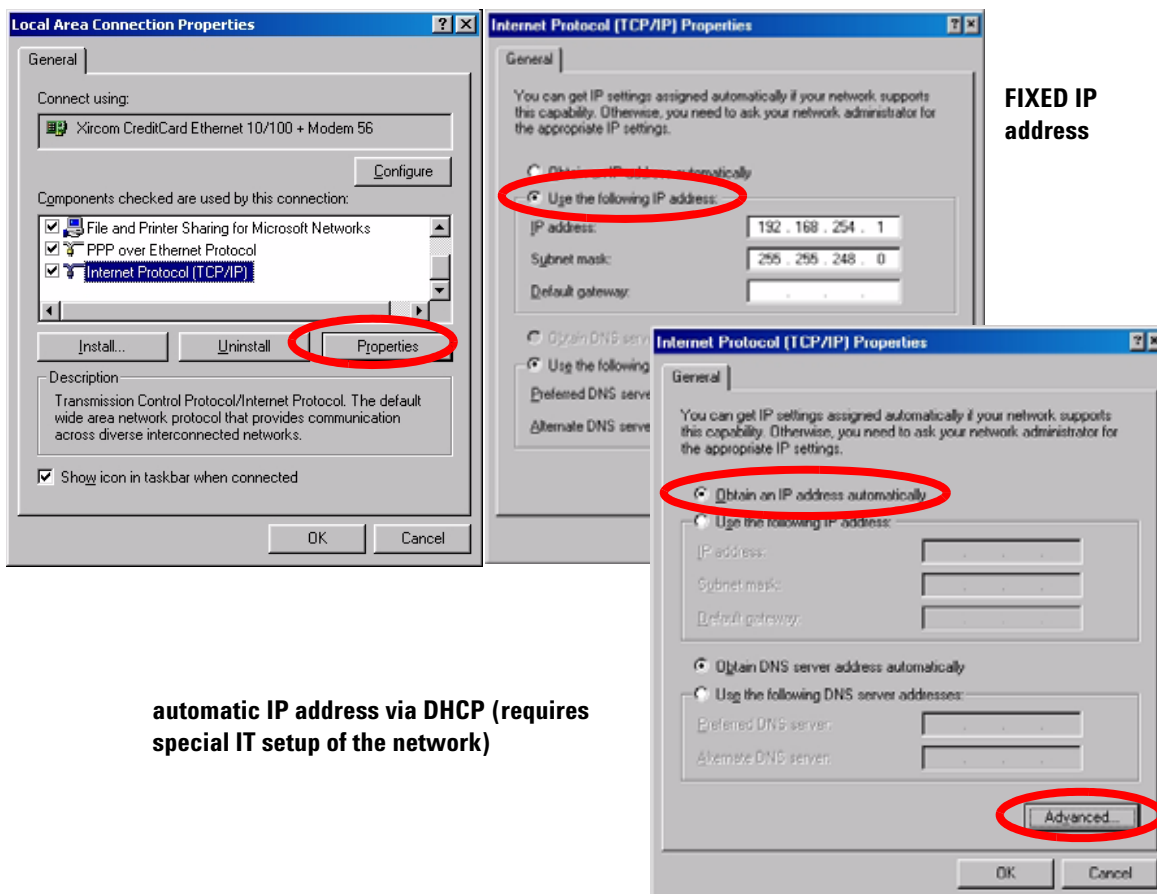 Local Area Connection Properties
General
Connect using:
Xircom CreditCard Ethernet 10/100 + Modem 56
Configure
Components checked are used by this connection:
File and Printer Sharing for Microsoft Networks
PPP over Ethernet Protocol
Internet Protocol (TCP/IP)
Install...
Uninstall
Properties
Description
Transmission Control Protocol/Internet Protocol. The default
wide area network protocol that provides communication
across diverse interconnected networks.
Show icon in taskbar when connected
OK
Cancel
Internet Protocol (TCP/IP) Properties
General
You can get IP settings assigned automatically if your network supports
this capability. Otherwise, you need to ask your network administrator for
the appropriate IP settings.
Obtain an IP address automatically
Use the following IP address:
IP address:
192 . 168 . 254 . 1
Subnet mask:
255 . 255 . 248 . 0
Default gateway:
Obtain DNS serv
Use the following
Preferred DNS serve
Alternate DNS serve
FIXED IP
address
Internet Protocol (TCP/IP) Properties
General
You can get IP settings assigned automatically if your network supports
this capability. Otherwise, you need to ask your network administrator for
the appropriate IP settings.
Obtain an IP address automatically
Use the following IP address:
IP address:
Subnet mask:
Default gateway:
Obtain DNS server address automatically
Use the following DNS server addresses:
Preferred DNS server:
Alternate DNS server:
Advanced...
OK
Cancel
automatic IP address via DHCP (requires
special IT setup of the network)